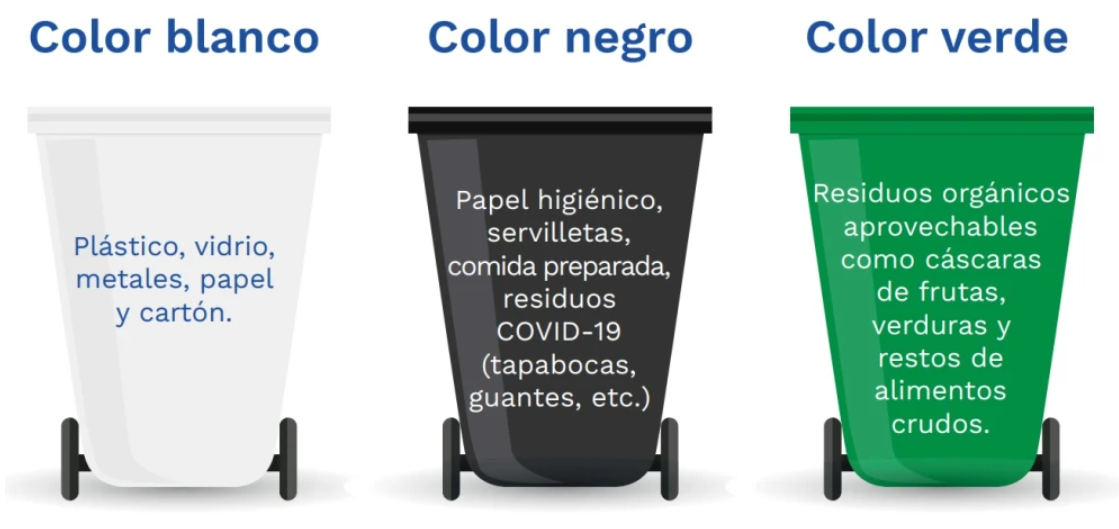 Color blanco
Plástico, vidrio,
metales, papel
y cartón.
Color negro
Papel higiénico,
servilletas,
comida preparada,
residuos
COVID-19
(tapabocas,
guantes, etc.)
Color verde
Residuos orgánicos
aprovechables
como cáscaras
de frutas,
verduras y
restos de
alimentos
crudos.